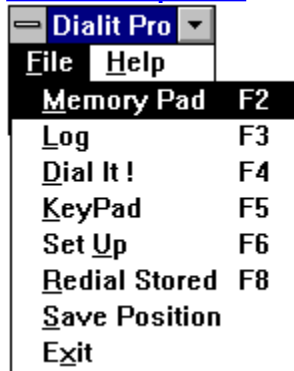 Dialit Pro
File Help
Memory Pad F2
Log F3
Dial It !
F4
KeyPad F5
Set Up F6
Redial Stored F8
Save Position
Exit